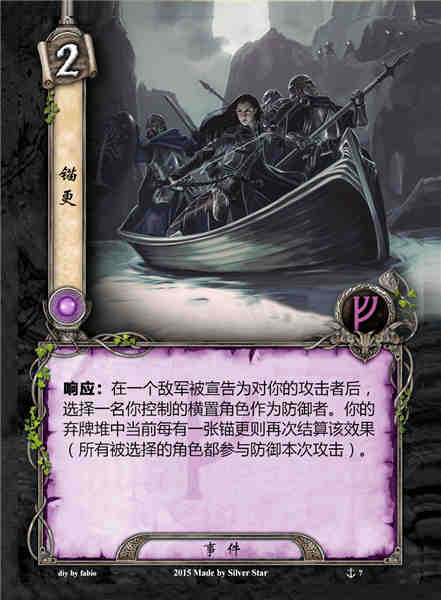 2
锚更
响应：在一个敌军被宣告为对你的攻击者后，
选择一名你控制的横置角色作为防御者。你的
弃牌堆中当前每有一张锚更则再次结算该效果
（所有被选择的角色都参与防御本次攻击）。
事件
diy by fabio 2015 Made by Silver Star 7